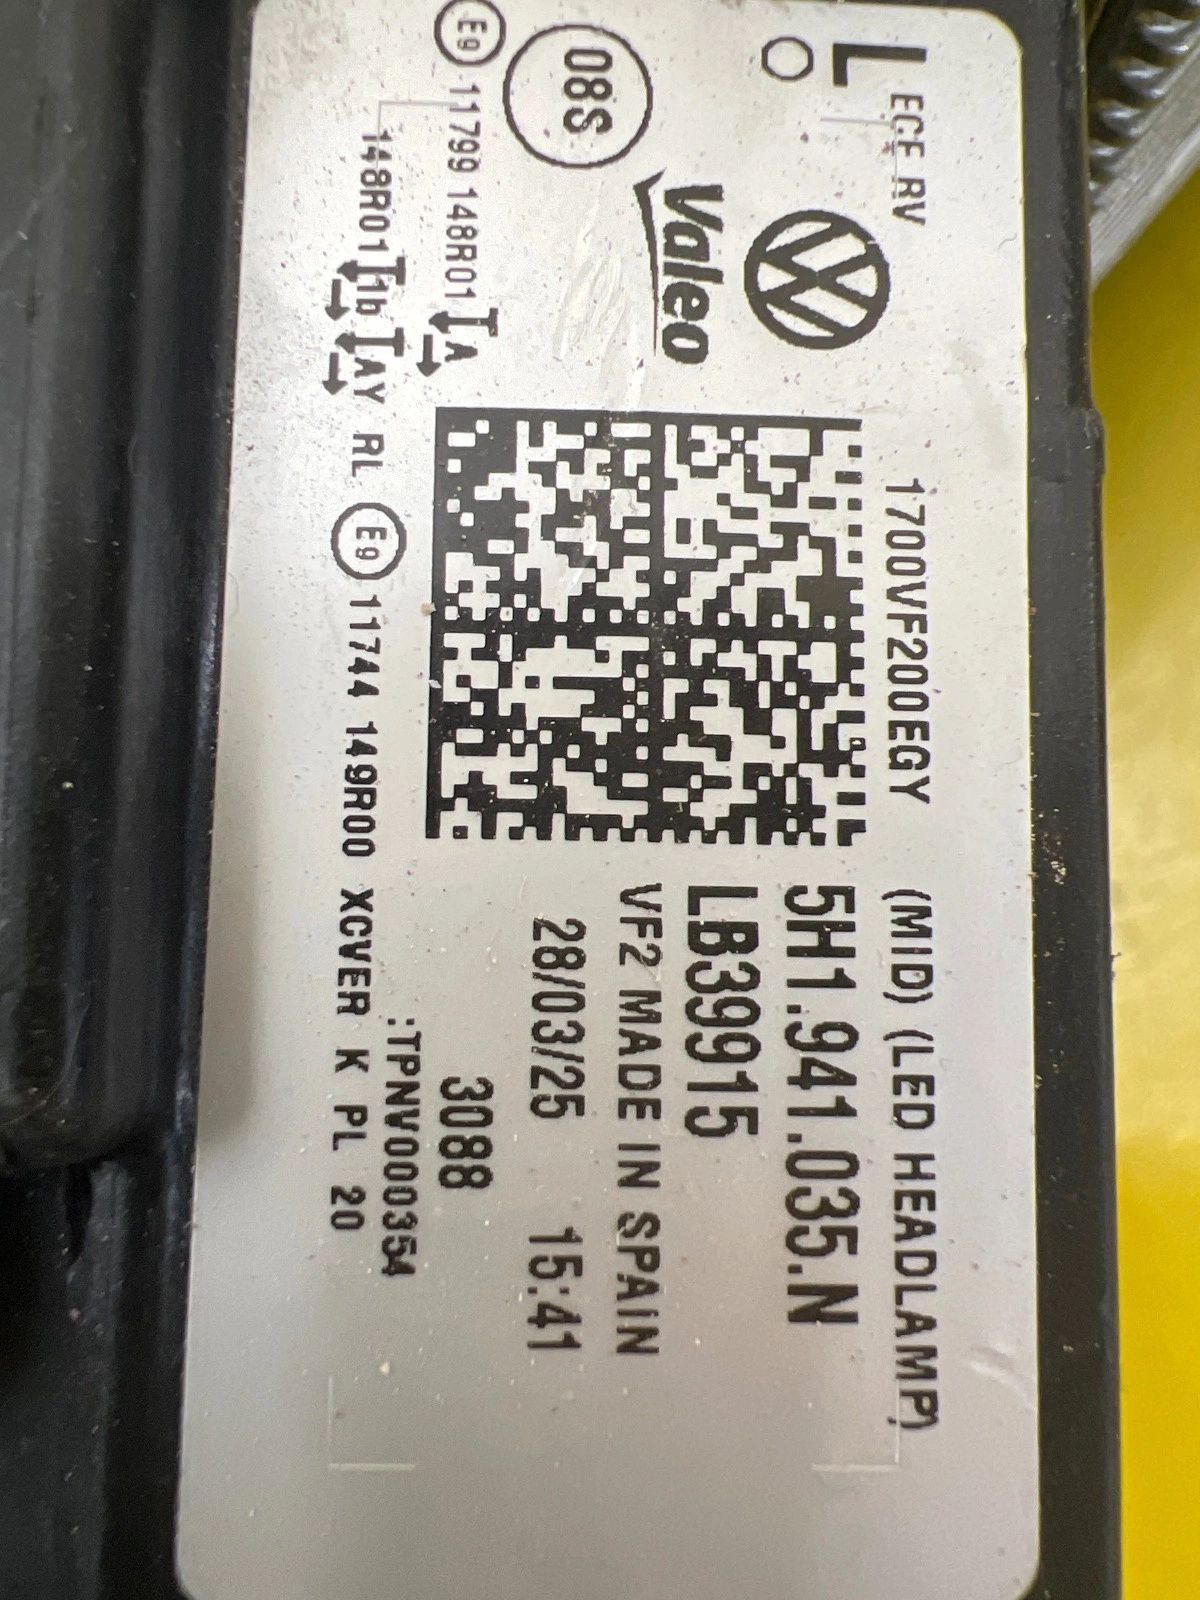 L ECE RV
1700VF200EGY (MID) (LED HEADLAMP)
5H1.941.035.N
LB39915
Valeo
VF2 MADE IN SPAIN
08S
28/03/25 15:41
3088
E9 11799 148R01 A
:TPNV000354
148R01 1b AY RL E9 11744 149R00 XCVER K PL 20